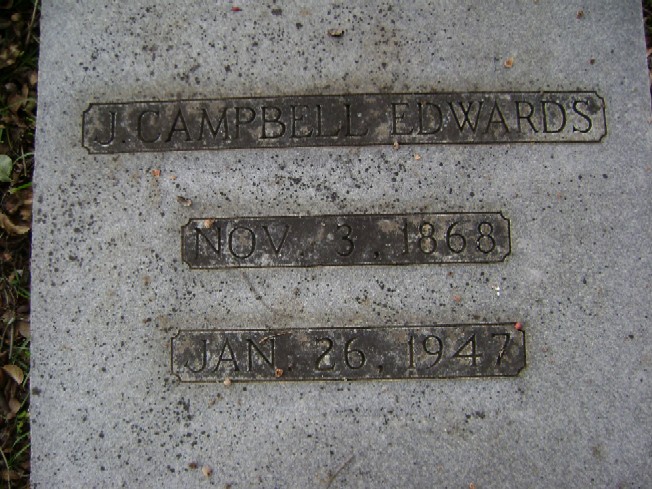 J. CAMPBELL EDWARDS
NOV. 3, 1868
JAN. 26, 1947